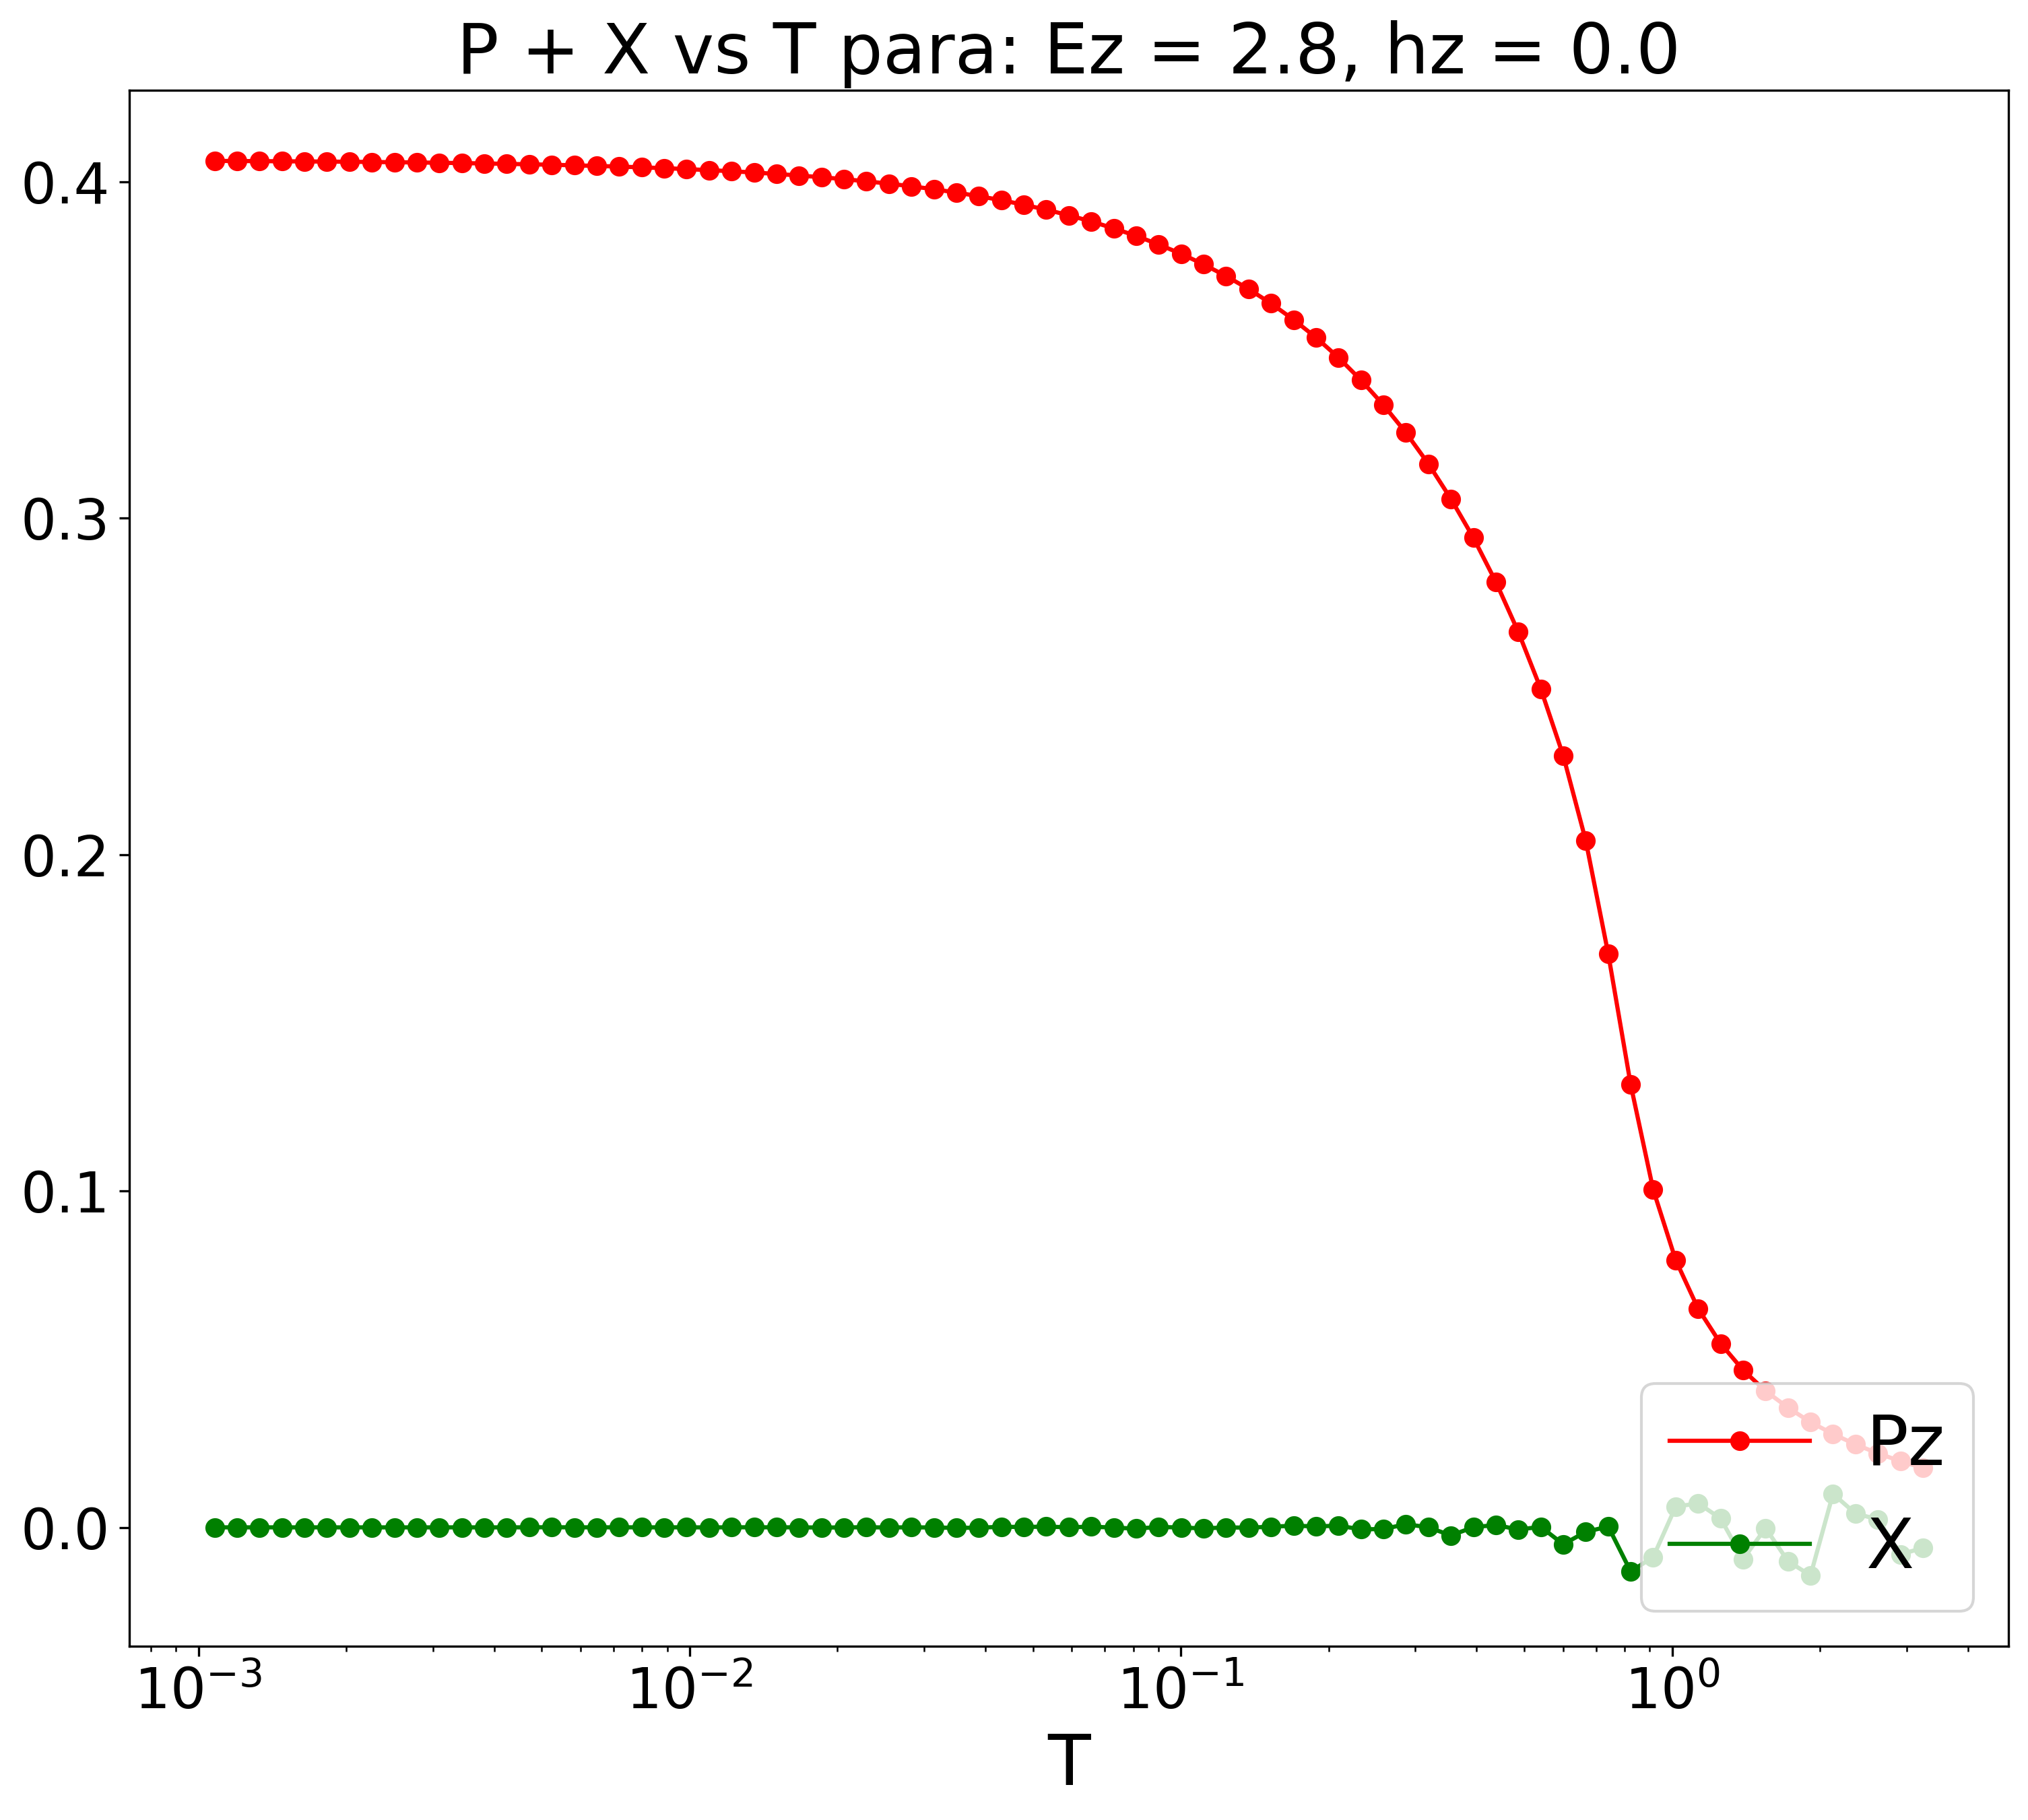 P + X vs T para: Ez = 2.8, hz = 0.0
0.4
0.3
0.2
0.1
0.0
Pz
X
10⁻³ 10⁻² 10⁻¹ 10⁰
T